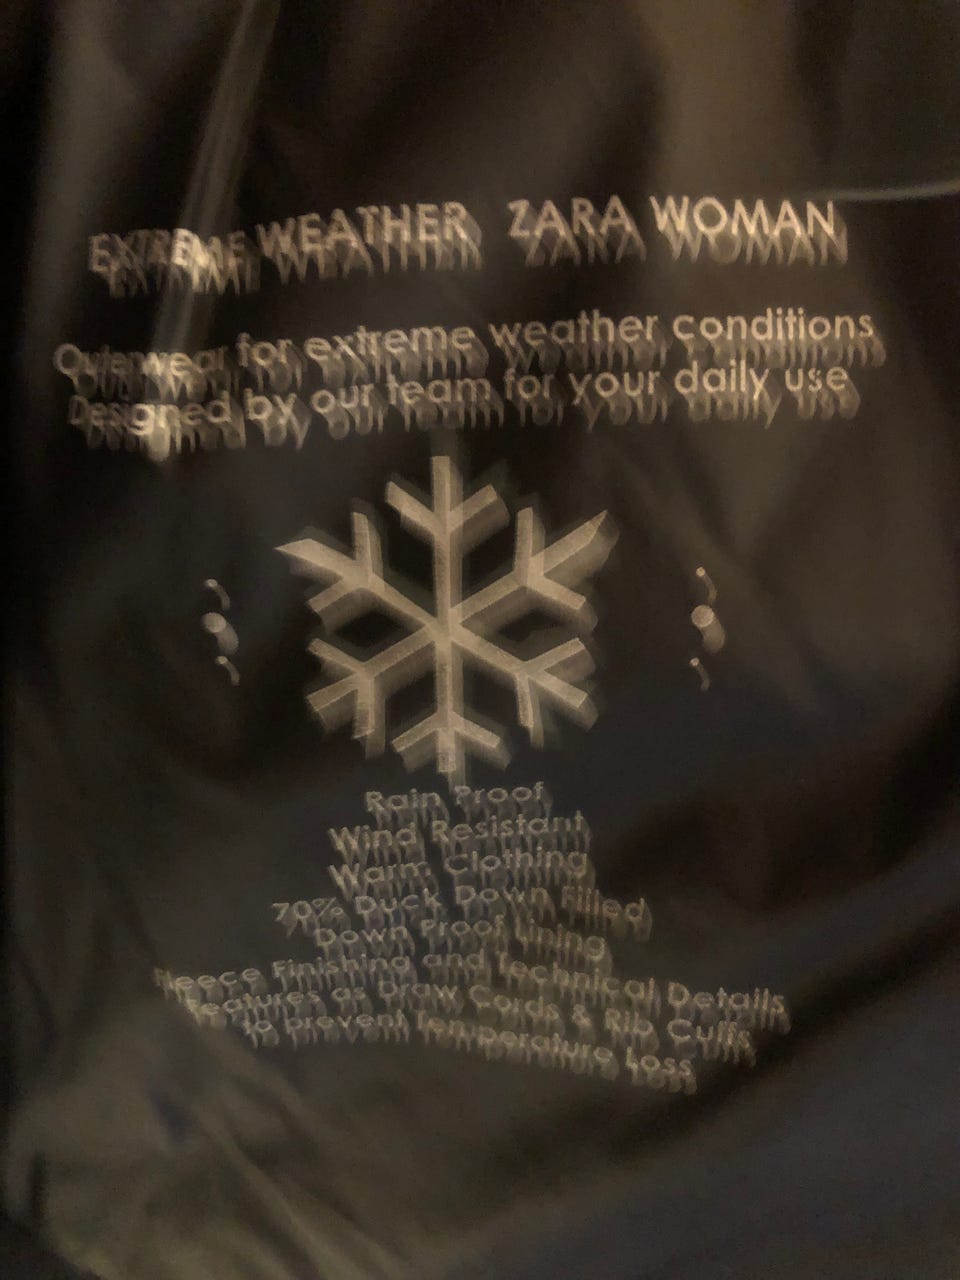 EXTREME WEATHER ZARA WOMAN
Outerwear for extreme weather conditions
Designed by our team for your daily use
Rain Proof
Wind Resistant
Warm Clothing
70% Duck Down Filled
Down Proof Lining
Fleece Finishing and Technical Details
Features as Draw Cords & Rib Cuffs
to prevent Temperature Loss